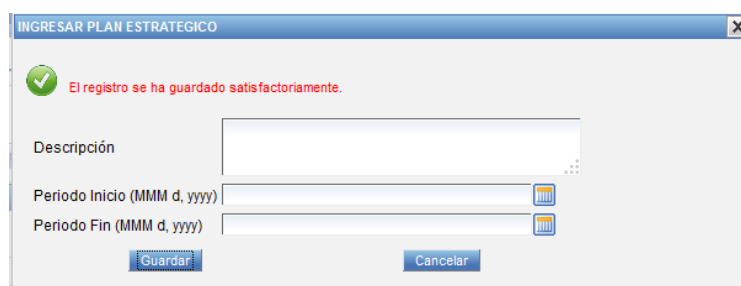 INGRESAR PLAN ESTRATEGICO
El registro se ha guardado satisfactoriamente.
Descripción
Periodo Inicio (MMM d, yyyy)
Periodo Fin (MMM d, yyyy)
Guardar Cancelar